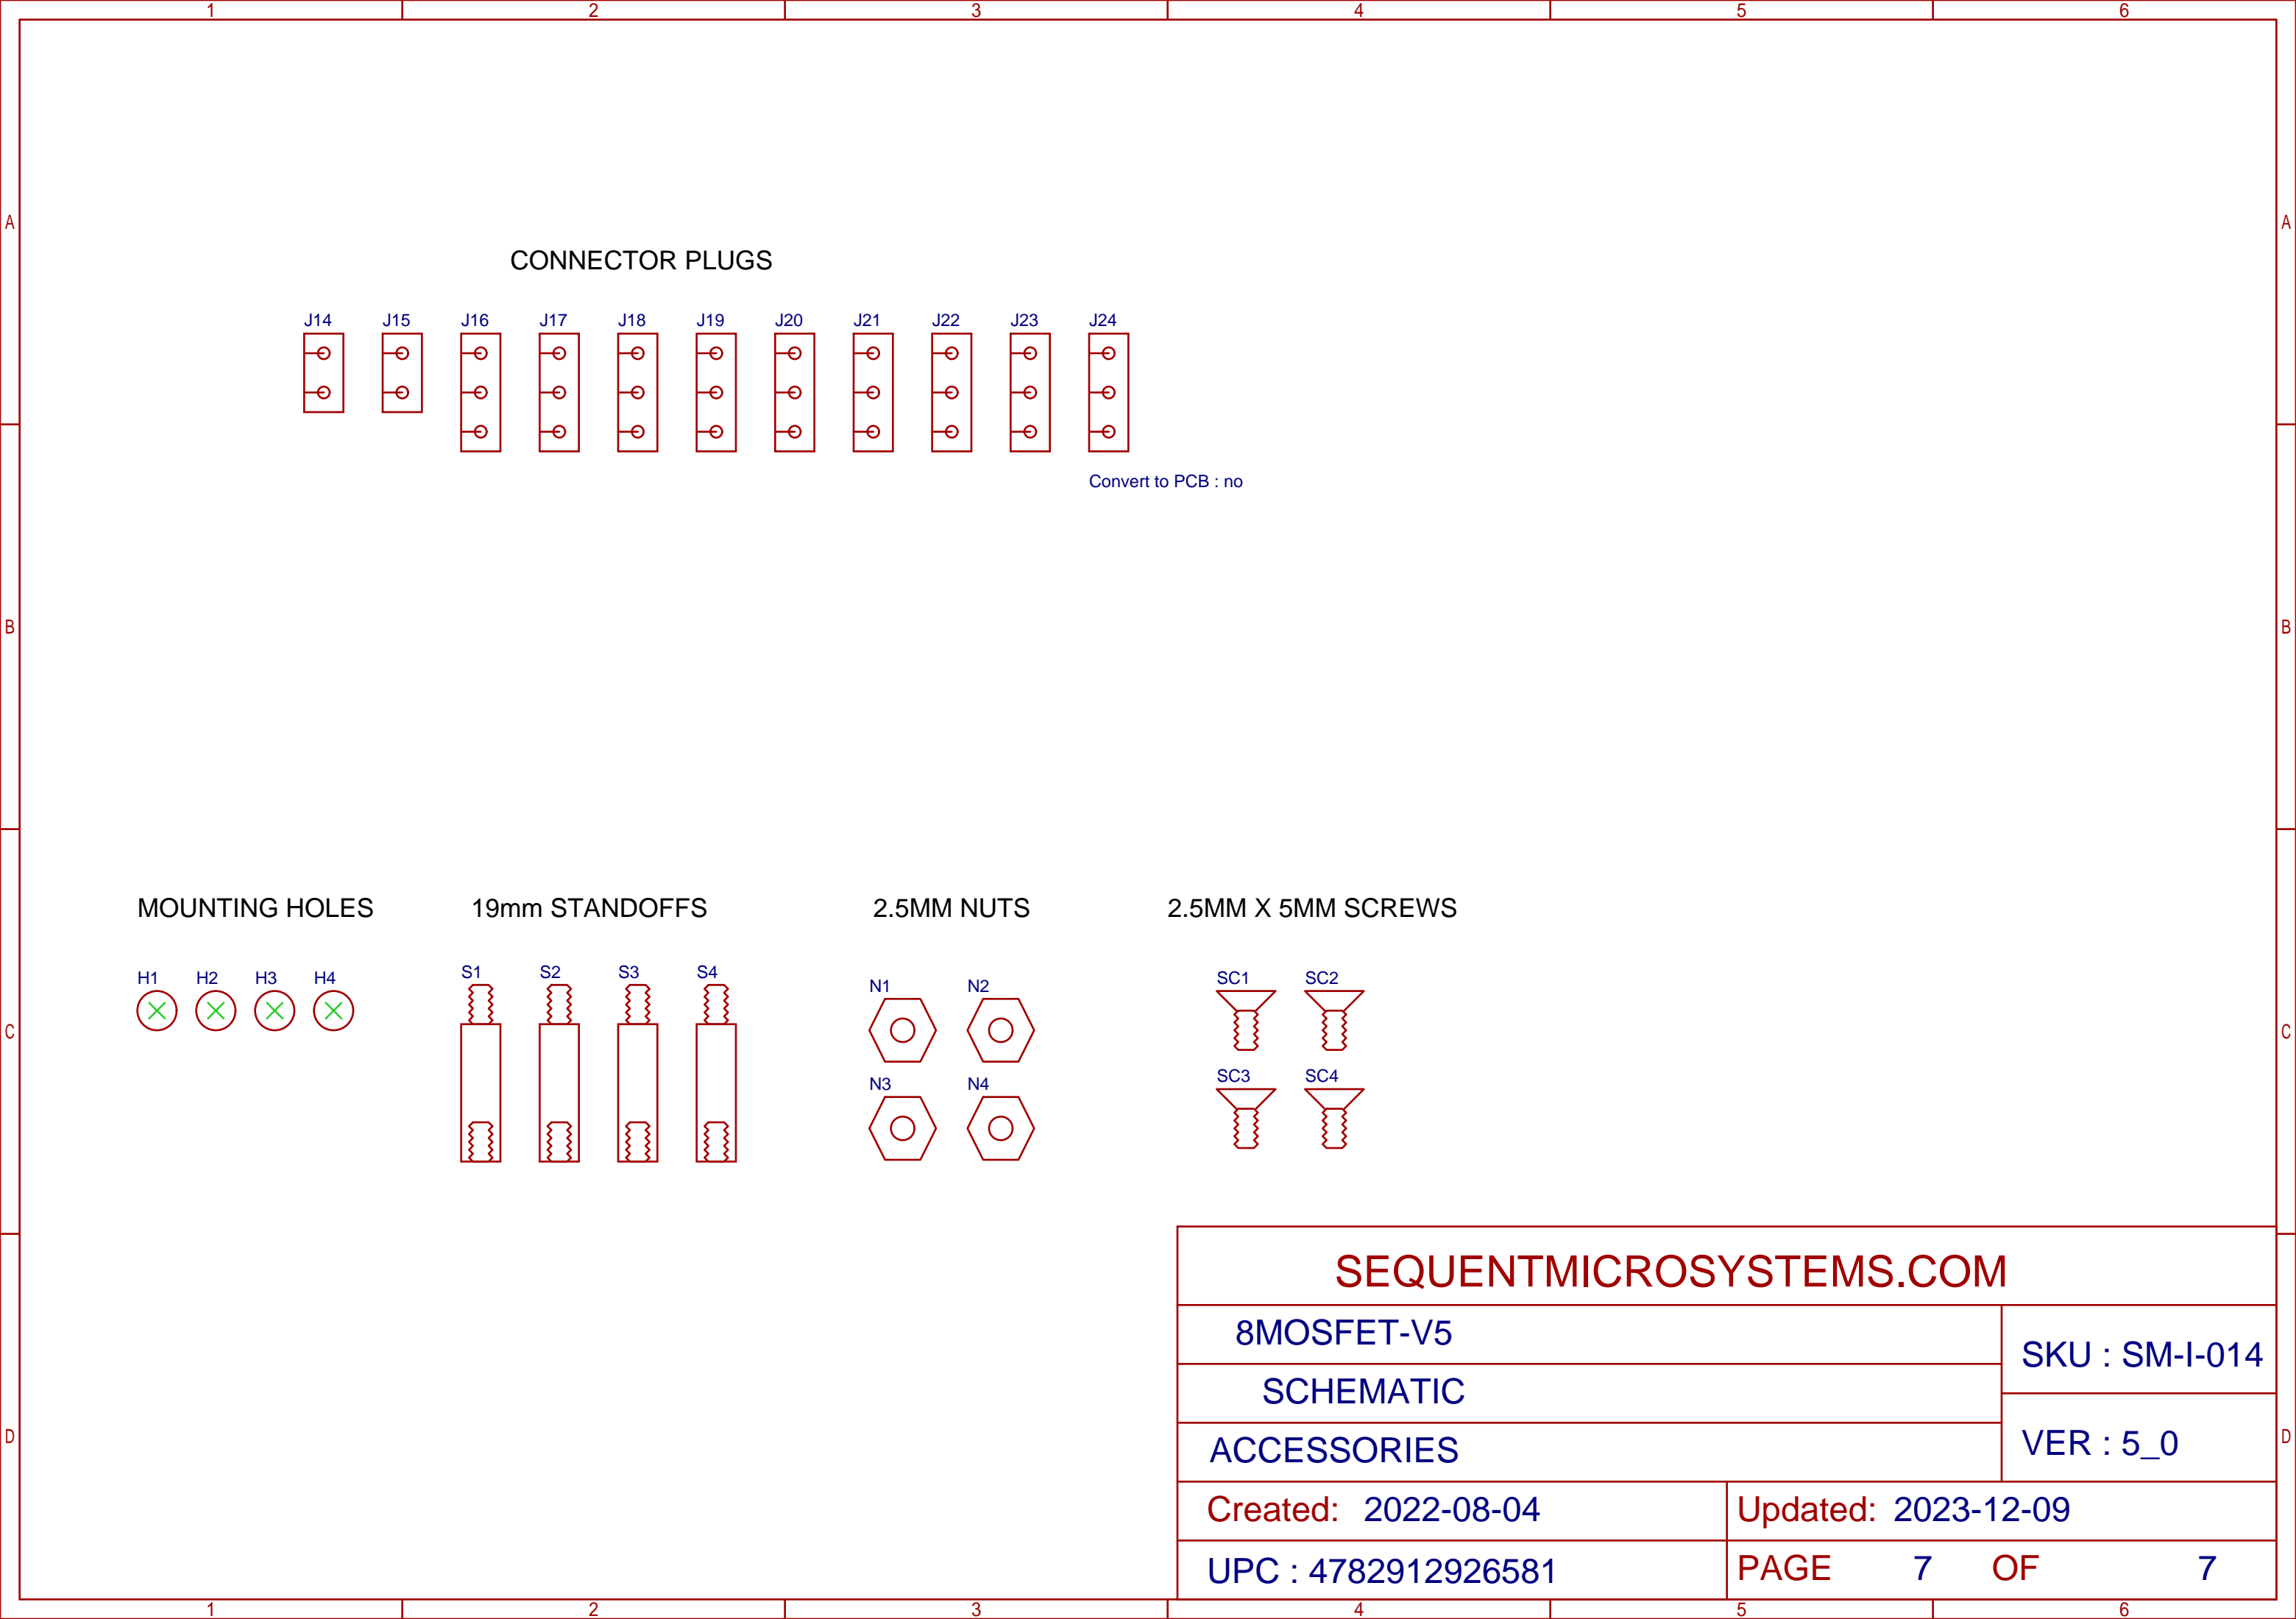 1 2 3 4 5 6
A A
CONNECTOR PLUGS
J14 J15 J16 J17 J18 J19 J20 J21 J22 J23 J24
Convert to PCB : no
B B
MOUNTING HOLES 19mm STANDOFFS 2.5MM NUTS 2.5MM X 5MM SCREWS
H1 H2 H3 H4 S1 S2 S3 S4 N1 N2 SC1 SC2
C C
N3 N4 SC3 SC4
SEQUENTMICROSYSTEMS.COM
8MOSFET-V5
SKU : SM-I-014
SCHEMATIC
D D
ACCESSORIES
VER : 5_0
Created: 2022-08-04 Updated: 2023-12-09
UPC : 4782912926581 PAGE 7 OF 7
1 2 3 4 5 6